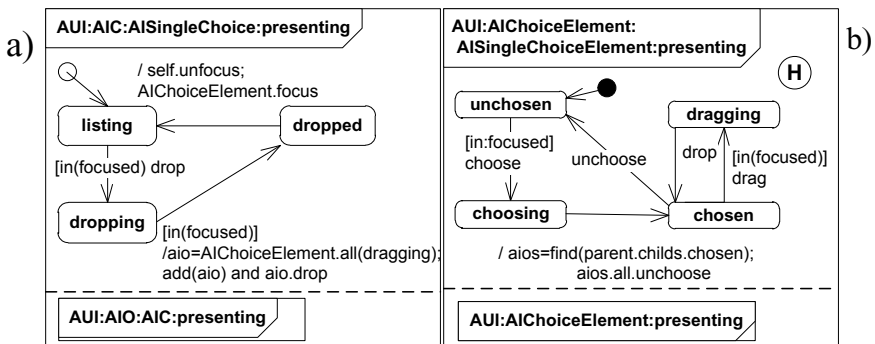 a)
AUI:AIC:AISingleChoice:presenting
/ self.unfocus;
AIChoiceElement.focus
listing
dropped
[in(focused) drop
dropping
[in(focused)]
/aio=AIChoiceElement.all(dragging);
add(aio) and aio.drop
AUI:AIO:AIC:presenting
b)
AUI:AIChoiceElement:
AISingleChoiceElement:presenting
H
unchosen
dragging
[in:focused]
choose
unchoose
drop
[in(focused)]
drag
choosing
chosen
/ aios=find(parent.childs.chosen);
aios.all.unchoose
AUI:AIChoiceElement:presenting